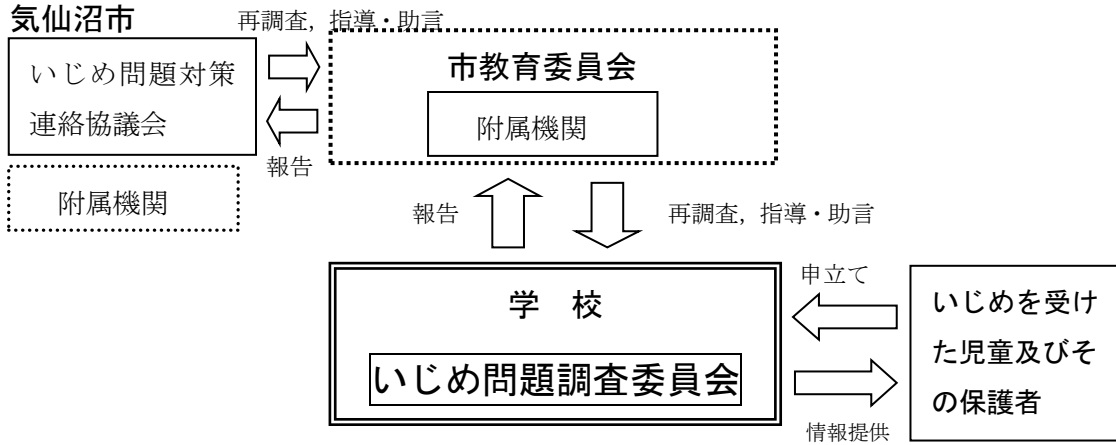 気仙沼市
再調査，指導・助言
いじめ問題対策
連絡協議会
報告
附属機関
市教育委員会
附属機関
報告
再調査，指導・助言
学　校
いじめ問題調査委員会
申立て
情報提供
いじめを受け
た児童及びそ
の保護者